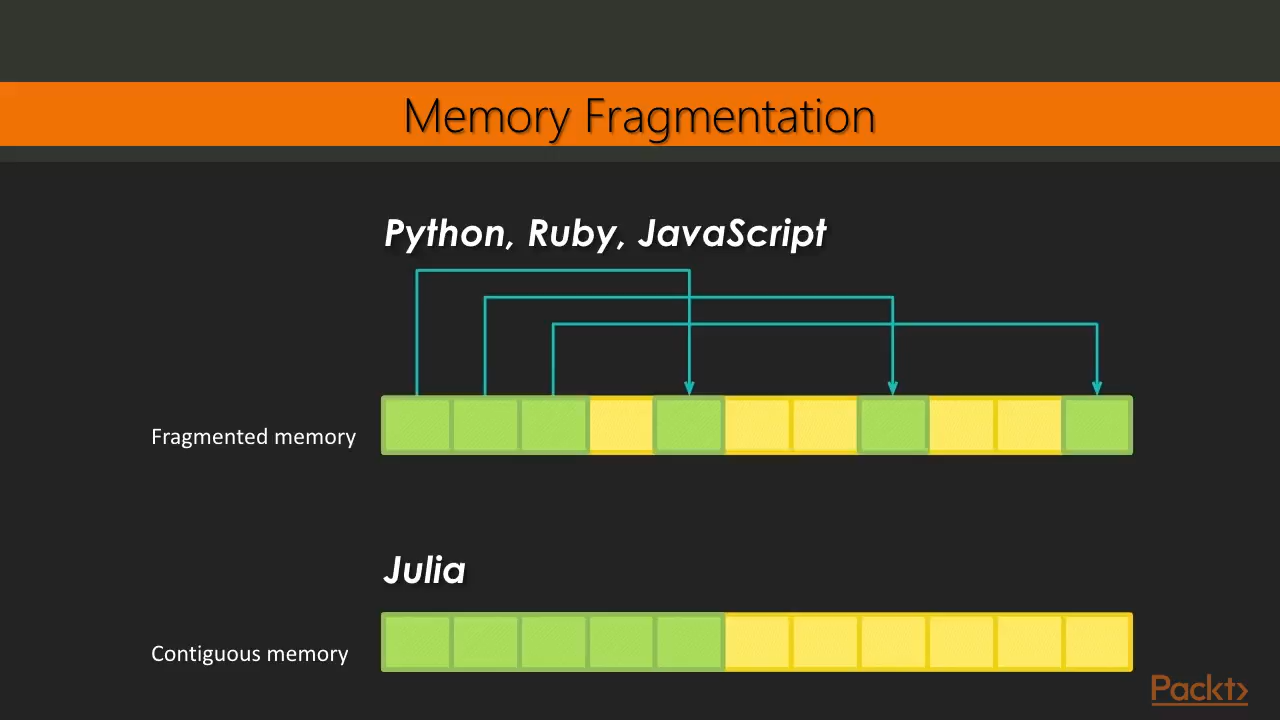 Memory Fragmentation
Python, Ruby, JavaScript
Fragmented memory
Julia
Contiguous memory
Packt>